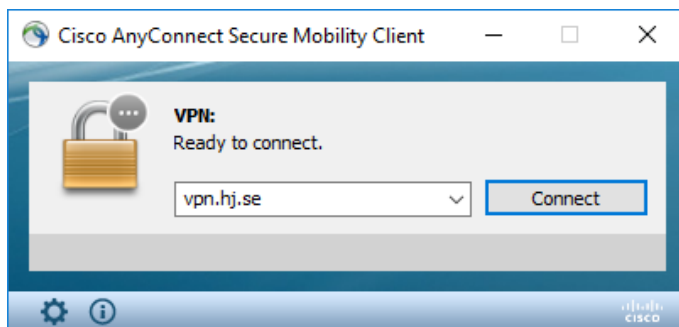 Cisco AnyConnect Secure Mobility Client
VPN:
Ready to connect.
vpn.hj.se
Connect
CISCO